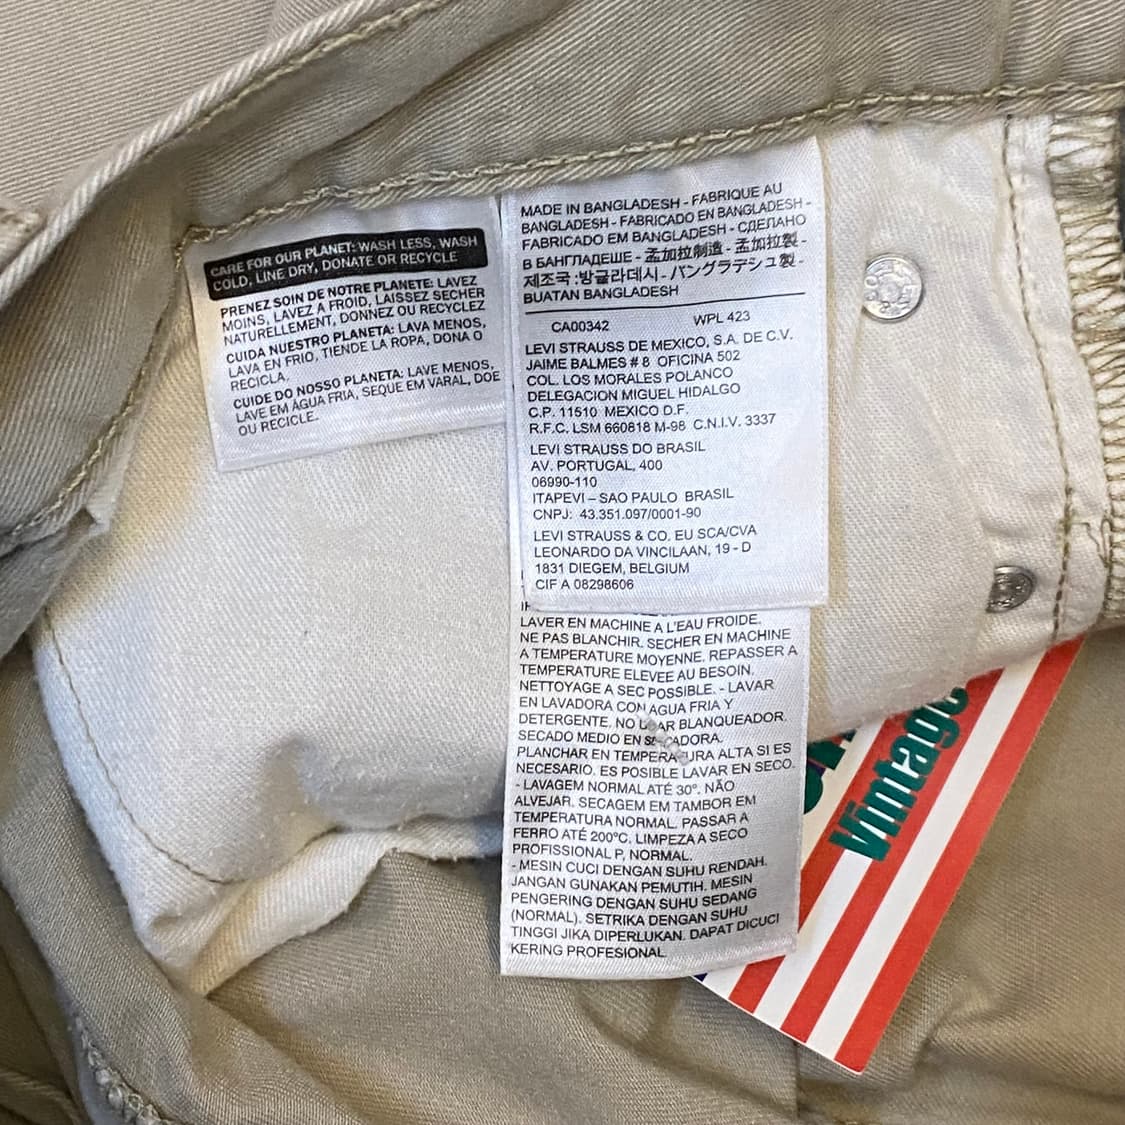 CARE FOR OUR PLANET: WASH LESS, WASH
COLD, LINE DRY, DONATE OR RECYCLE
PRENEZ SOIN DE NOTRE PLANETE: LAVEZ
MOINS, LAVEZ A FROID, LAISSEZ SECHER
NATURELLEMENT, DONNEZ OU RECYCLEZ
CUIDA NUESTRO PLANETA: LAVA MENOS,
LAVA EN FRIO, TIENDE LA ROPA, DONA O
RECICLA.
CUIDE DO NOSSO PLANETA: LAVE MENOS,
LAVE EM ÁGUA FRIA, SEQUE EM VARAL, DOE
OU RECICLE.
MADE IN BANGLADESH - FABRIQUE AU
BANGLADESH - FABRICADO EN BANGLADESH -
FABRICADO EM BANGLADESH - СДЕЛАНО
В БАНГЛАДЕШЕ - 孟加拉制造 - 孟加拉製 -
제조국 :방글라데시 - バングラデシュ製 -
BUATAN BANGLADESH
CA00342 WPL 423
LEVI STRAUSS DE MEXICO, S.A. DE C.V.
JAIME BALMES # 8 OFICINA 502
COL. LOS MORALES POLANCO
DELEGACION MIGUEL HIDALGO
C.P. 11510 MEXICO D.F.
R.F.C. LSM 660818 M-98 C.N.I.V. 3337
LEVI STRAUSS DO BRASIL
AV. PORTUGAL, 400
06990-110
ITAPEVI – SAO PAULO BRASIL
CNPJ: 43.351.097/0001-90
LEVI STRAUSS & CO. EU SCA/CVA
LEONARDO DA VINCILAAN, 19 - D
1831 DIEGEM, BELGIUM
CIF A 08298606
LAVER EN MACHINE A L'EAU FROIDE.
NE PAS BLANCHIR. SECHER EN MACHINE
A TEMPERATURE MOYENNE. REPASSER A
TEMPERATURE ELEVEE AU BESOIN.
NETTOYAGE A SEC POSSIBLE. - LAVAR
EN LAVADORA CON AGUA FRIA Y
DETERGENTE. NO USAR BLANQUEADOR.
SECADO MEDIO EN SECADORA.
PLANCHAR EN TEMPERATURA ALTA SI ES
NECESARIO. ES POSIBLE LAVAR EN SECO.
- LAVAGEM NORMAL ATÉ 30°. NÃO
ALVEJAR. SECAGEM EM TAMBOR EM
TEMPERATURA NORMAL. PASSAR A
FERRO ATÉ 200°C. LIMPEZA A SECO
PROFISSIONAL P, NORMAL.
- MESIN CUCI DENGAN SUHU RENDAH.
JANGAN GUNAKAN PEMUTIH. MESIN
PENGERING DENGAN SUHU SEDANG
(NORMAL). SETRIKA DENGAN SUHU
TINGGI JIKA DIPERLUKAN. DAPAT DICUCI
KERING PROFESIONAL.
Vintage